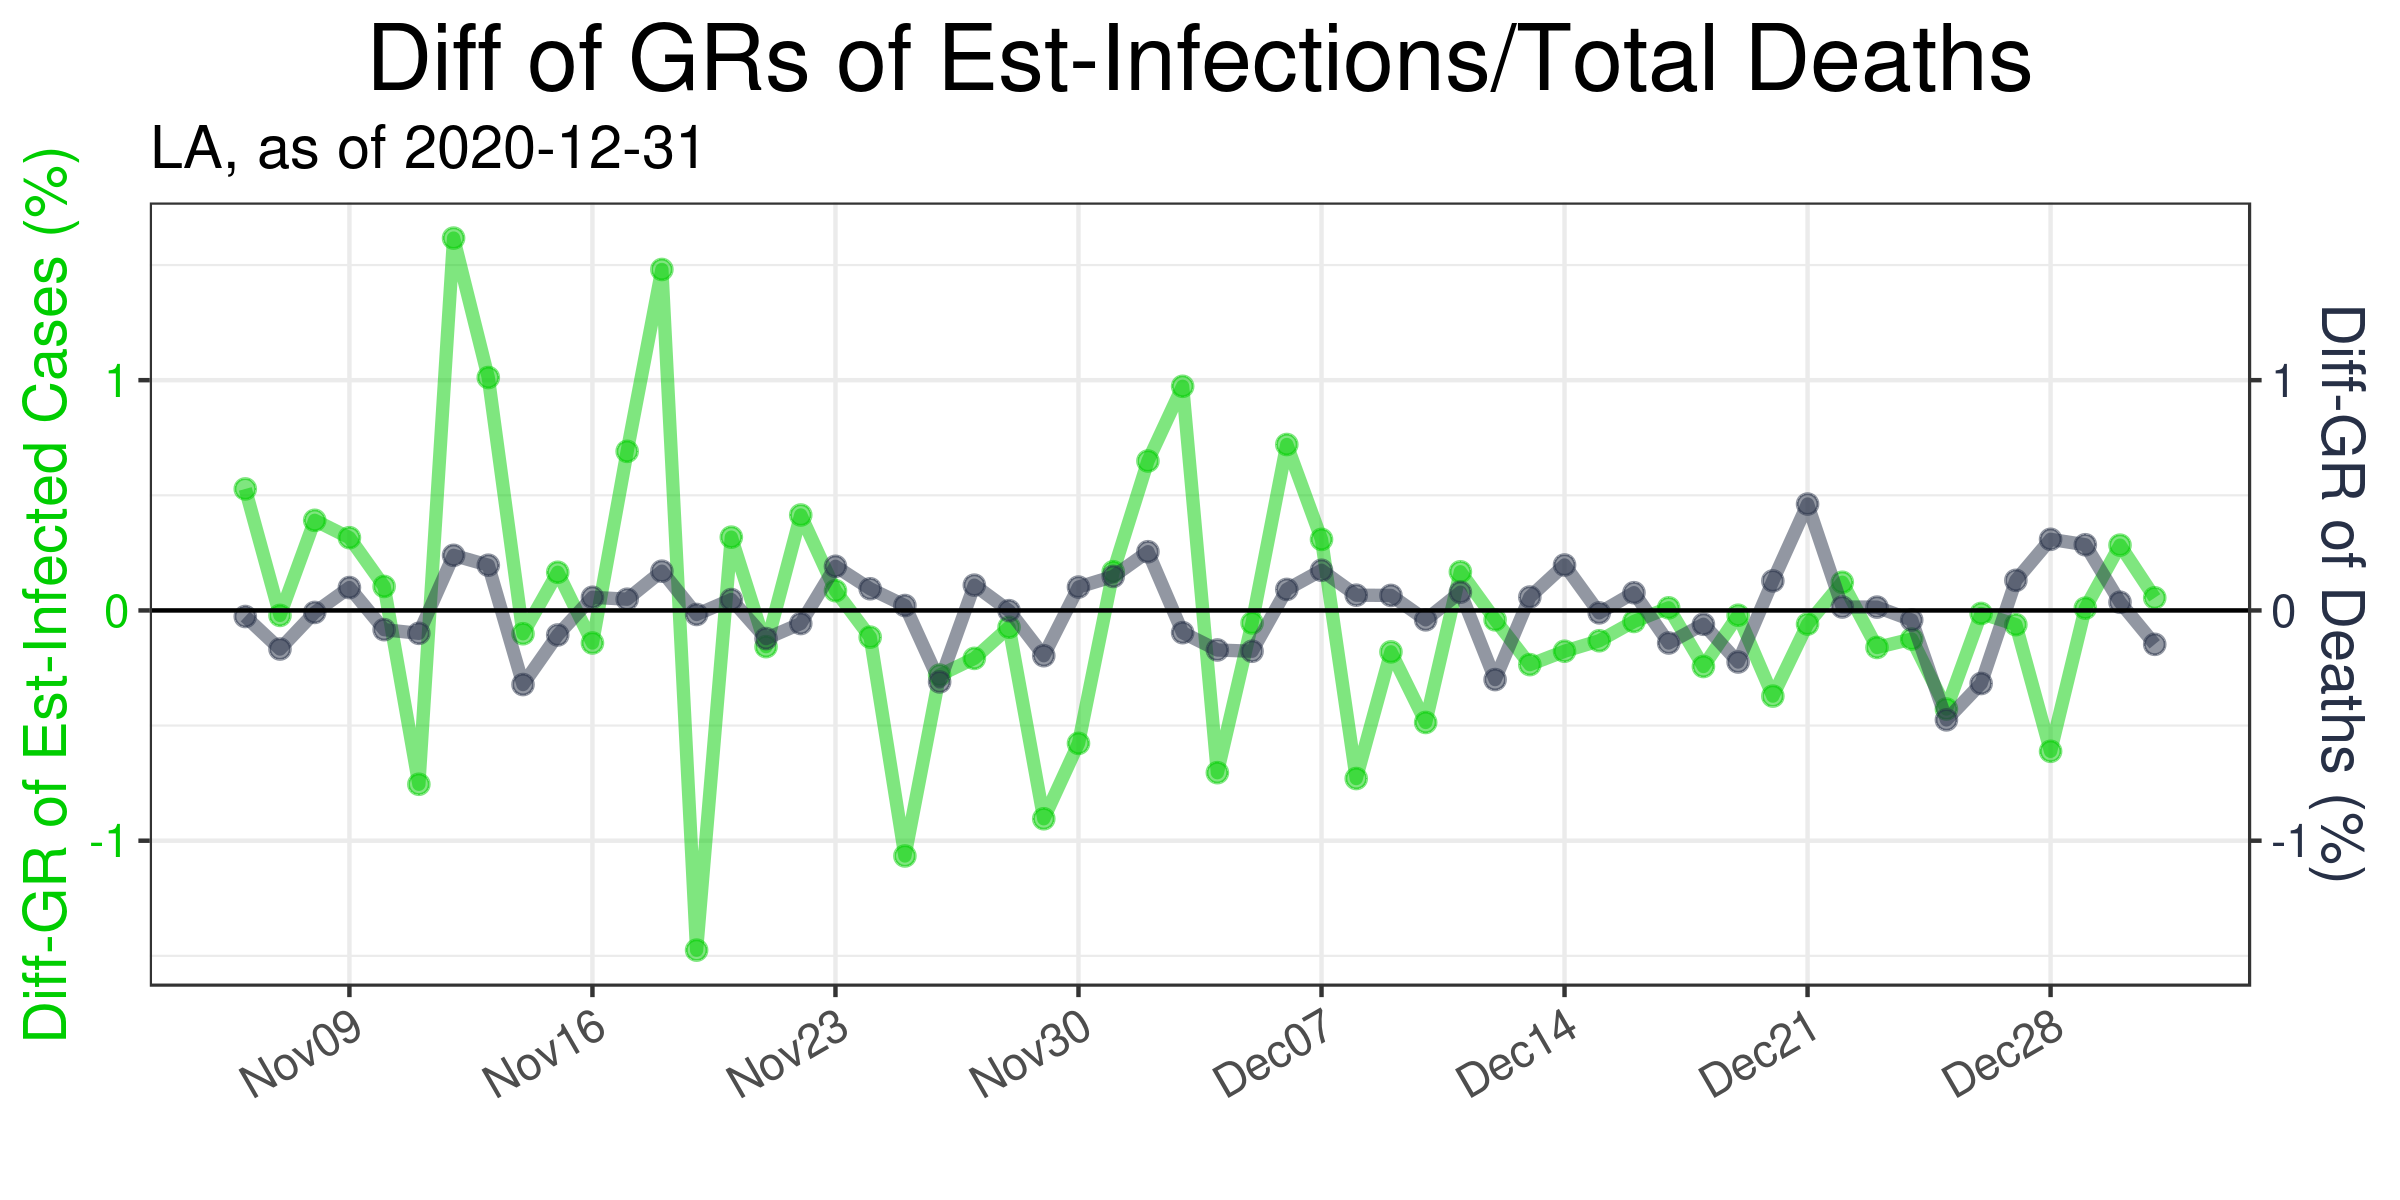 Diff of GRs of Est-Infections/Total Deaths
LA, as of 2020-12-31
Diff-GR of Est-Infected Cases (%)
1
0
-1
1
0
-1
Diff-GR of Deaths (%)
Nov09
Nov16
Nov23
Nov30
Dec07
Dec14
Dec21
Dec28